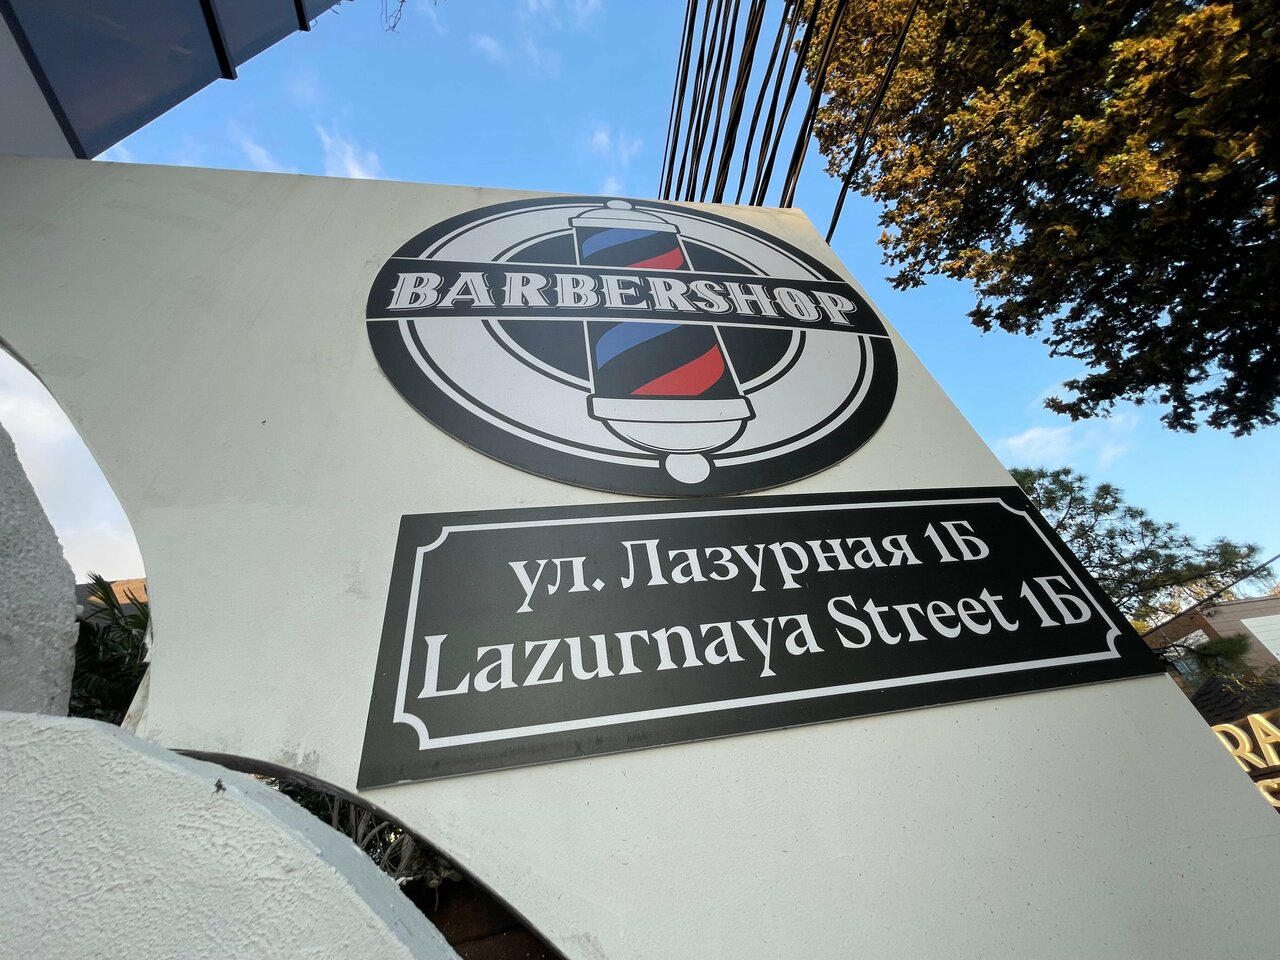 BARBERSHOP
ул. Лазурная 1Б
Lazurnaya Street 1Б